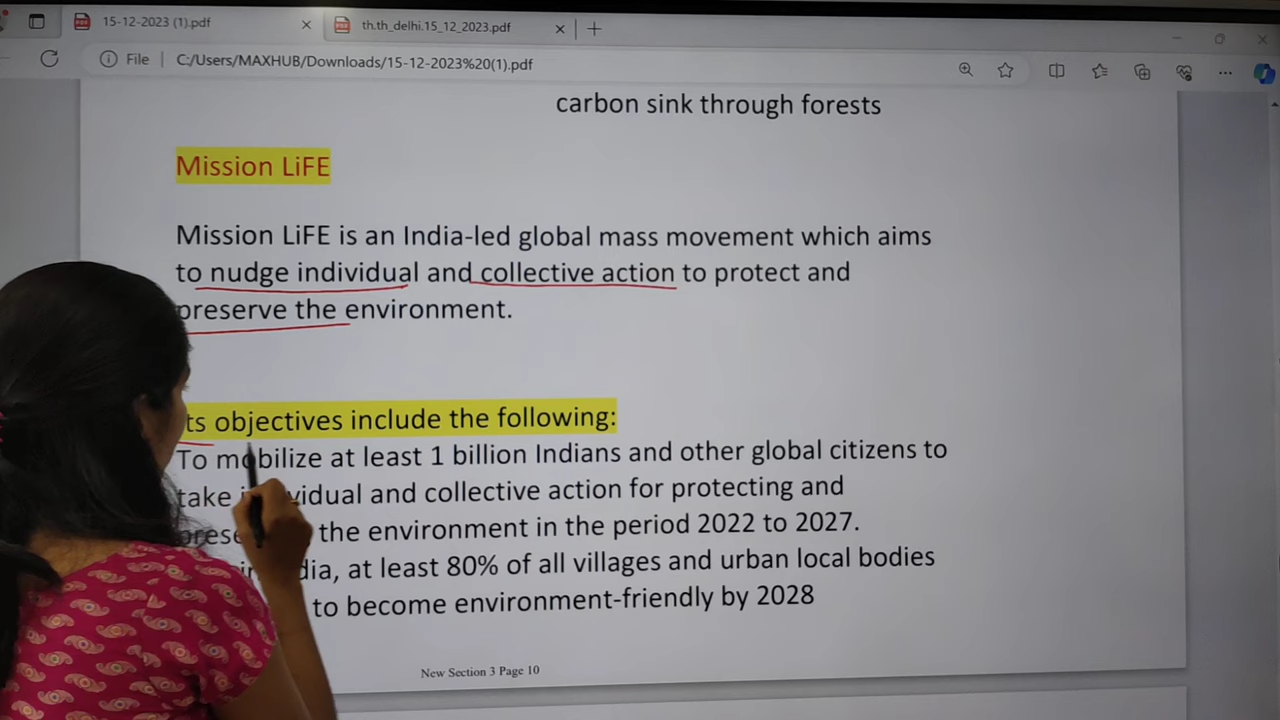 15-12-2023 (1).pdf
th.th_delhi.15_12_2023.pdf
File
C:/Users/MAXHUB/Downloads/15-12-2023%20(1).pdf
carbon sink through forests
Mission LiFE
Mission LiFE is an India-led global mass movement which aims
to nudge individual and collective action to protect and
preserve the environment.
ts objectives include the following:
To mobilize at least 1 billion Indians and other global citizens to
take individual and collective action for protecting and
the environment in the period 2022 to 2027.
at least 80% of all villages and urban local bodies
to become environment-friendly by 2028
New Section 3 Page 10